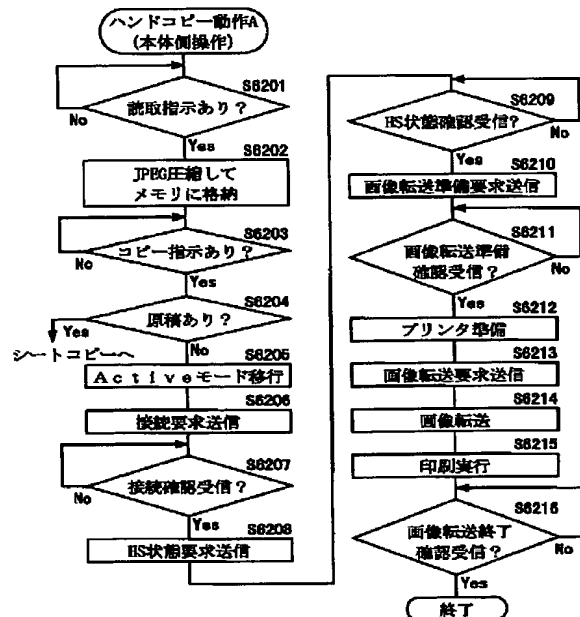 ハンドコピー動作A
(本体側操作)
S6201
読取指示あり?
No
Yes
S6202
JPEG圧縮して
メモリに格納
S6203
コピー指示あり?
No
Yes
S6204
原稿あり?
Yes
No
シートコピーへ
S6205
Activeモード移行
S6206
接続要求送信
S6207
接続確認受信?
No
Yes
S6208
HS状態要求送信
S6209
HS状態確認受信?
No
Yes
S6210
画像転送準備要求送信
S6211
画像転送準備
確認受信?
No
Yes
S6212
プリンタ準備
S6213
画像転送要求送信
S6214
画像転送
S6215
印刷実行
S6216
画像転送終了
確認受信?
No
Yes
終了